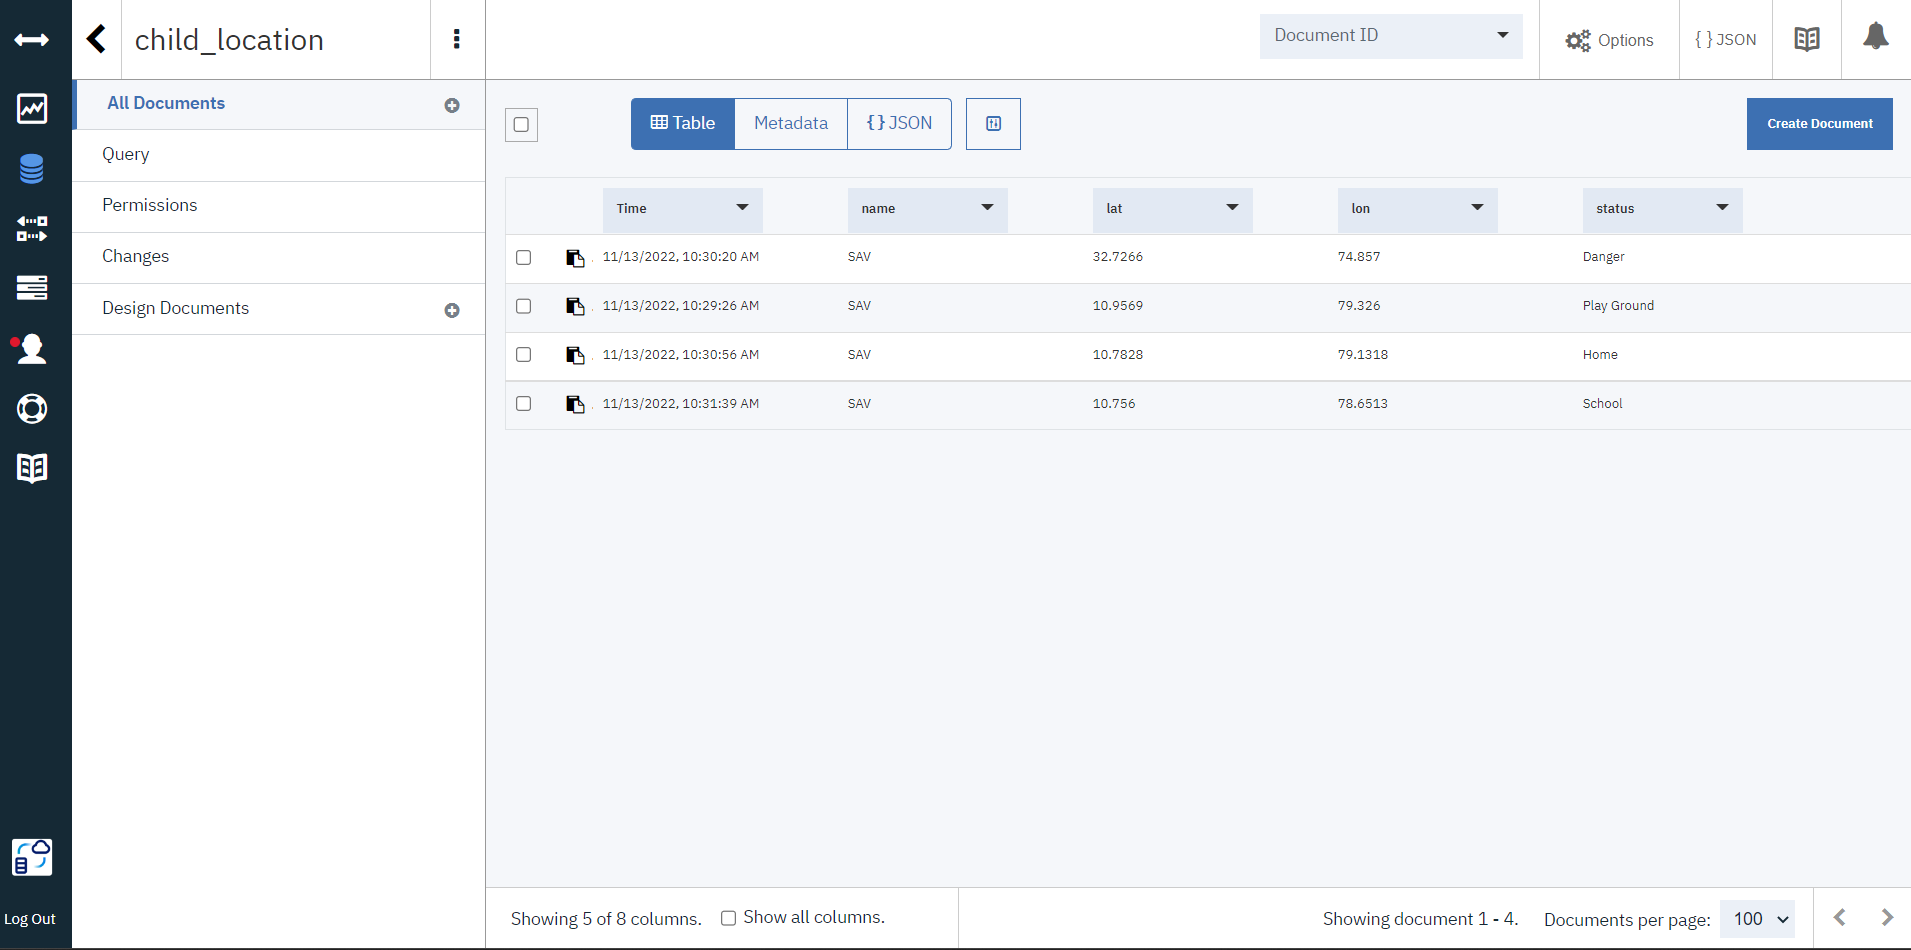 child_location
Document ID
Options
{ } JSON
All Documents
Query
Permissions
Changes
Design Documents
Log Out
Table
Metadata
{ } JSON
Create Document
Time name lat lon status
11/13/2022, 10:30:20 AM SAV 32.7266 74.857 Danger
11/13/2022, 10:29:26 AM SAV 10.9569 79.326 Play Ground
11/13/2022, 10:30:56 AM SAV 10.7828 79.1318 Home
11/13/2022, 10:31:39 AM SAV 10.756 78.6513 School
Showing 5 of 8 columns.
Show all columns.
Showing document 1 - 4.
Documents per page: 100